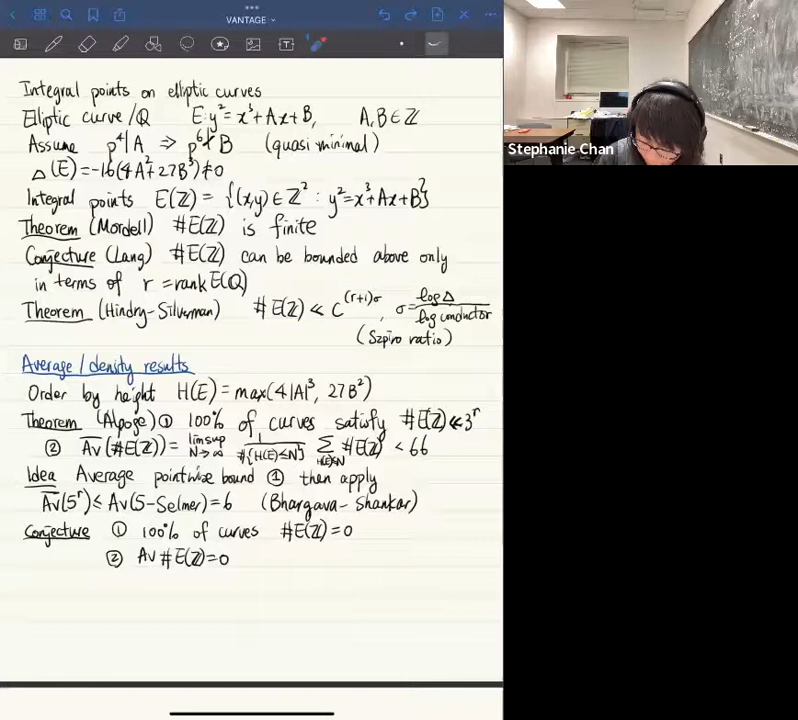 VANTAGE
Integral points on elliptic curves
Elliptic curve/ℚ E: y² = x³+Ax+B, A,B∈ℤ
Assume p⁴|A ⇒ p⁶∤B (quasi minimal)
Δ(E) = -16(4A³+27B²)≠0
Integral points E(ℤ) = {(x,y) ∈ ℤ² : y²=x³+Ax+B}
Theorem (Mordell) #E(ℤ) is finite
Conjecture (Lang) #E(ℤ) can be bounded above only
in terms of r = rank E(ℚ)
Theorem (Hindry-Silverman) #E(ℤ) ≪ C^((r+1)σ), σ = log Δ / log conductor
(Szpiro ratio)
Average/density results
Order by height H(E) = max(4|A|³, 27B²)
Theorem (Alpoge) ① 100% of curves satisfy #E(ℤ) ≪ 3^r
② A̅v̅(#E(ℤ)) = limsup N→∞ 1/#{H(E)≤N} ∑ H(E)≤N #E(ℤ) < 66
Idea Average pointwise bound ① then apply
A̅v̅(5^r) ≤ Av(5-Selmer) = 6 (Bhargava-Shankar)
Conjecture ① 100% of curves #E(ℤ)=0
② Av #E(ℤ)=0
Stephanie Chan